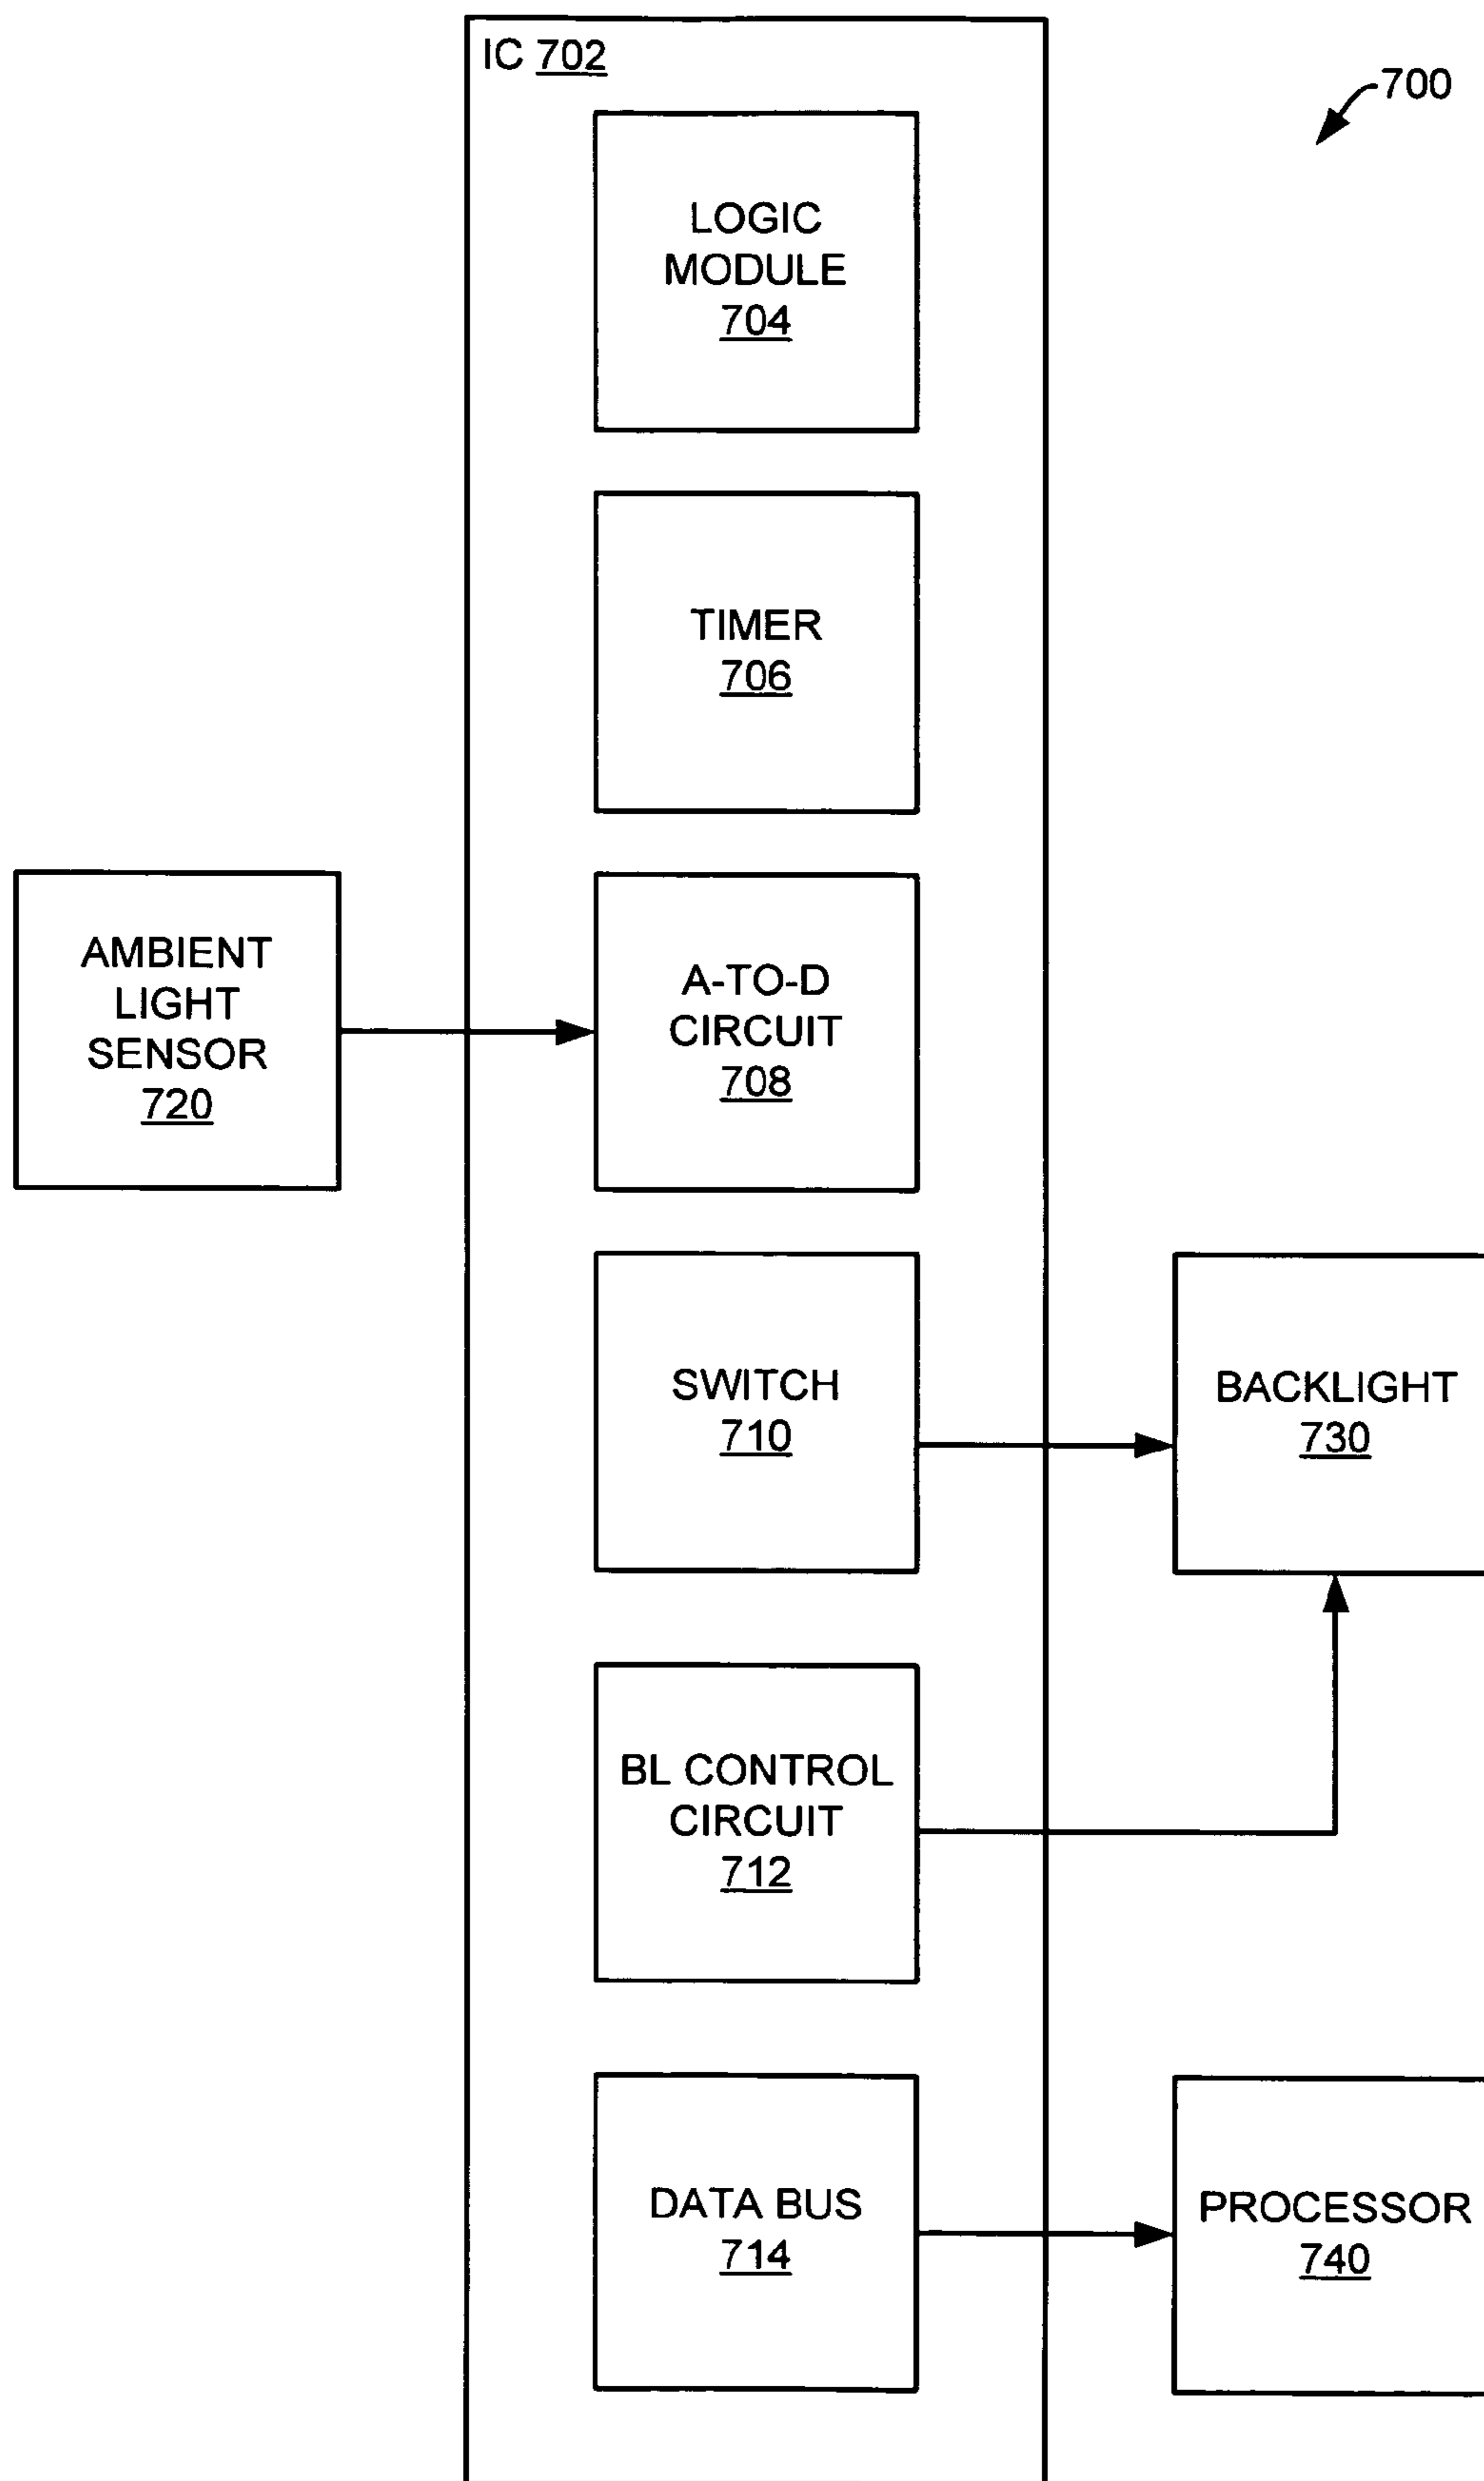 IC 702
700
LOGIC
MODULE
704
TIMER
706
AMBIENT
LIGHT
SENSOR
720
A-TO-D
CIRCUIT
708
SWITCH
710
BACKLIGHT
730
BL CONTROL
CIRCUIT
712
DATA BUS
714
PROCESSOR
740